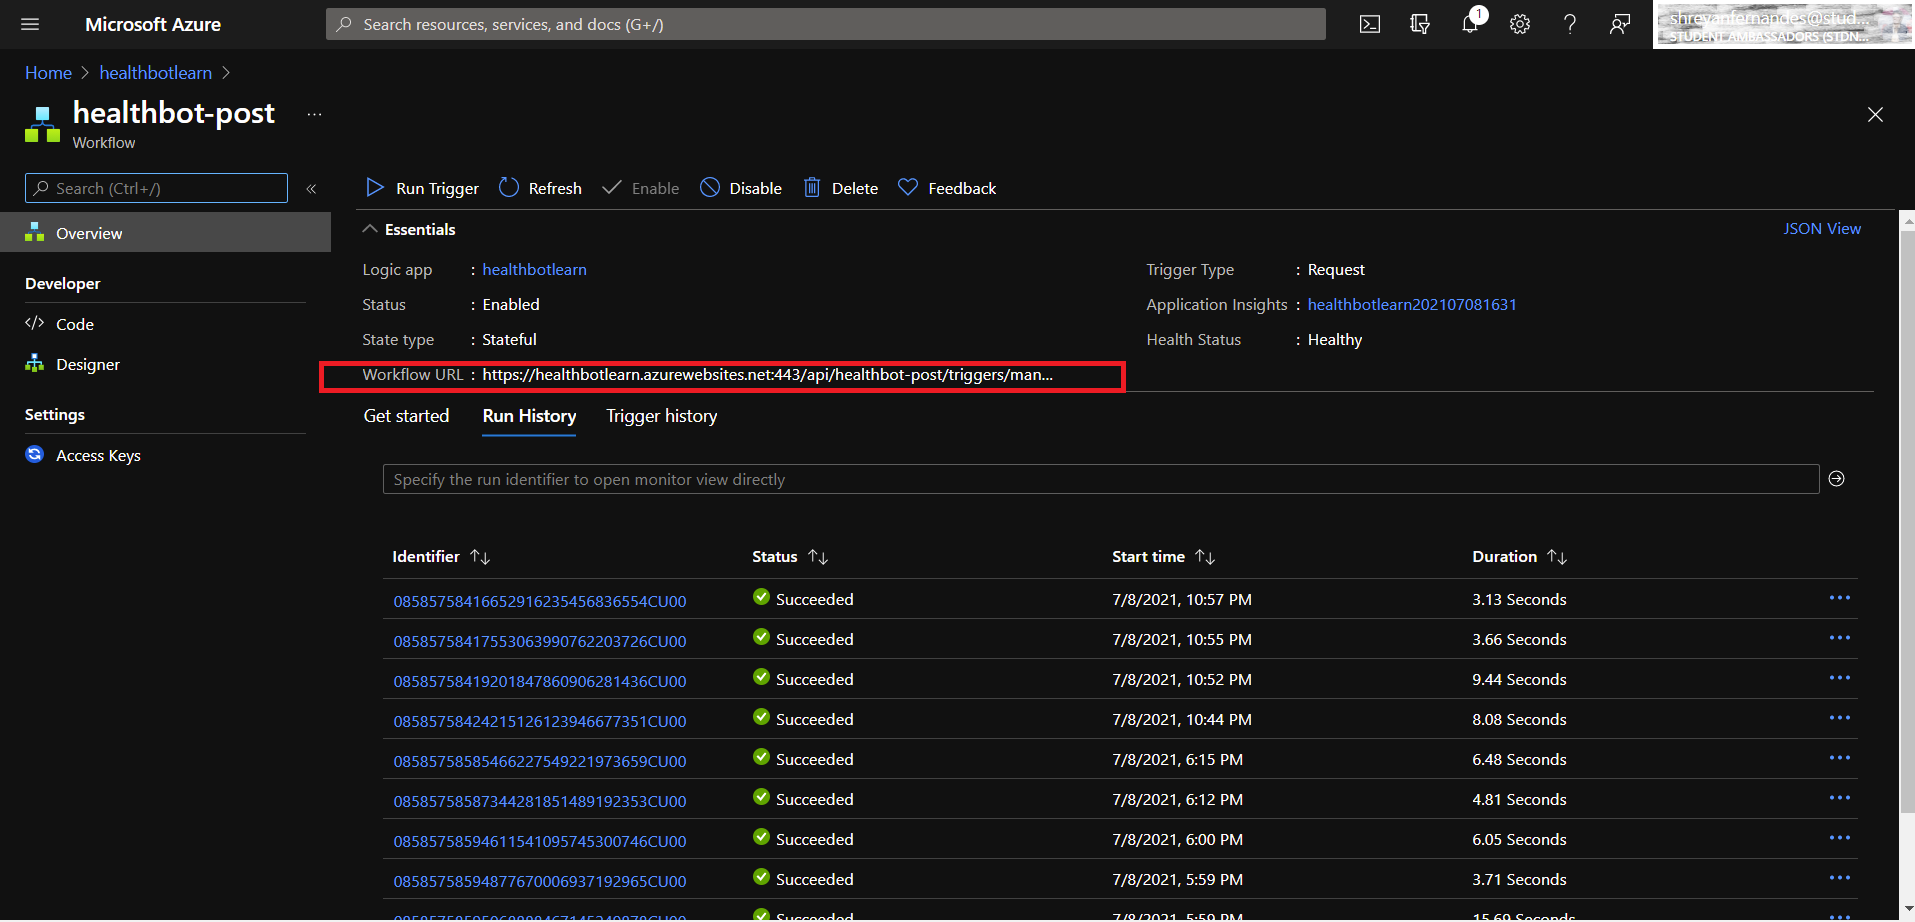 Microsoft Azure
Search resources, services, and docs (G+/)
1
shreyanfernandes@stud...
STUDENT AMBASSADORS (STDN...
Home > healthbotlearn >
healthbot-post ...
Workflow
Search (Ctrl+/) «
Run Trigger Refresh Enable Disable Delete Feedback
Overview
Developer
Code
Designer
Settings
Access Keys
Essentials JSON View
Logic app : healthbotlearn
Status : Enabled
State type : Stateful
Workflow URL : https://healthbotlearn.azurewebsites.net:443/api/healthbot-post/triggers/man...
Trigger Type : Request
Application Insights : healthbotlearn202107081631
Health Status : Healthy
Get started Run History Trigger history
Specify the run identifier to open monitor view directly
Identifier ↑↓ Status ↑↓ Start time ↑↓ Duration ↑↓
08585758416652916235456836554CU00 Succeeded 7/8/2021, 10:57 PM 3.13 Seconds ...
08585758417553063990762203726CU00 Succeeded 7/8/2021, 10:55 PM 3.66 Seconds ...
08585758419201847860906281436CU00 Succeeded 7/8/2021, 10:52 PM 9.44 Seconds ...
08585758424215126123946677351CU00 Succeeded 7/8/2021, 10:44 PM 8.08 Seconds ...
08585758585466227549221973659CU00 Succeeded 7/8/2021, 6:15 PM 6.48 Seconds ...
08585758587344281851489192353CU00 Succeeded 7/8/2021, 6:12 PM 4.81 Seconds ...
08585758594611541095745300746CU00 Succeeded 7/8/2021, 6:00 PM 6.05 Seconds ...
08585758594877670006937192965CU00 Succeeded 7/8/2021, 5:59 PM 3.71 Seconds ...
Succeeded 7/8/2021, 5:59 PM 15.69 Seconds ...